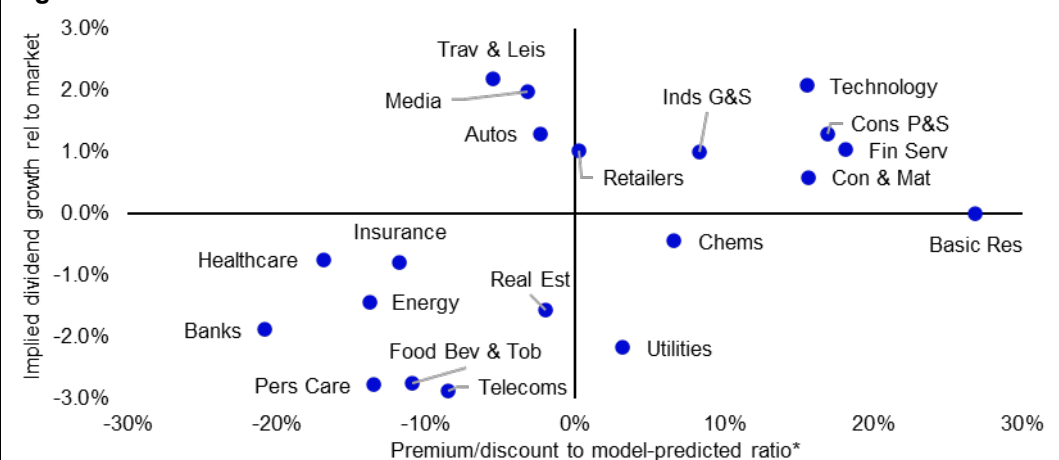 3.0%
Trav & Leis
2.0%
Technology
Media
Inds G&S
Cons P&S
Autos
Fin Serv
1.0%
Retailers
Con & Mat
0.0%
Insurance
Chems
Basic Res
Healthcare
-1.0%
Real Est
Energy
Banks
-2.0%
Food Bev & Tob
Utilities
Pers Care
Telecoms
-3.0%
-30%
-20%
-10%
0%
10%
20%
30%
Implied dividend growth rel to market
Premium/discount to model-predicted ratio*